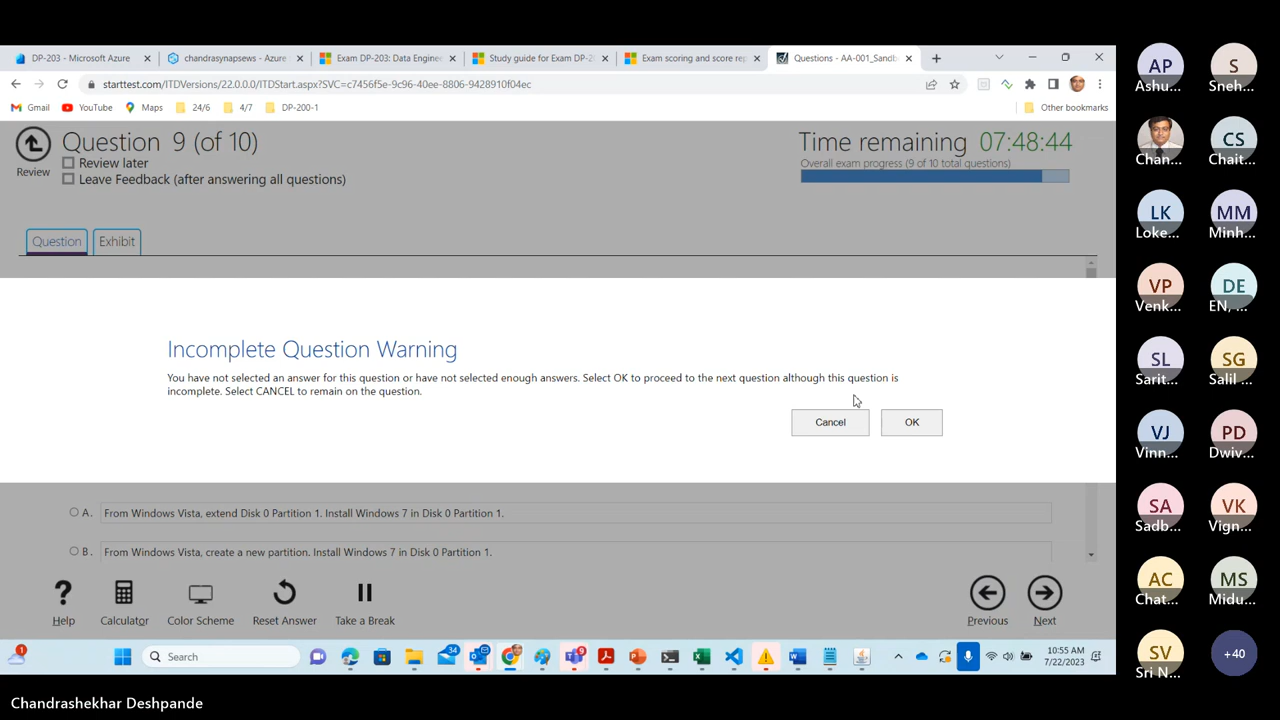 DP-203 - Microsoft Azure
chandrasynapsews - Azure
Exam DP-203: Data Enginee
Study guide for Exam DP-2
Exam scoring and score rep
Questions - AA-001_Sandb
starttest.com/ITDVersions/22.0.0.0/ITDStart.aspx?SVC=c7456f5e-9c96-40ee-8806-9428910f04ec
Gmail
YouTube
Maps
24/6
4/7
DP-200-1
Other bookmarks
Review
Question 9 (of 10)
Review later
Leave Feedback (after answering all questions)
Time remaining 07:48:44
Overall exam progress (9 of 10 total questions)
Question
Exhibit
Incomplete Question Warning
You have not selected an answer for this question or have not selected enough answers. Select OK to proceed to the next question although this question is
incomplete. Select CANCEL to remain on the question.
Cancel
OK
A. From Windows Vista, extend Disk 0 Partition 1. Install Windows 7 in Disk 0 Partition 1.
B. From Windows Vista, create a new partition. Install Windows 7 in Disk 0 Partition 1.
Help
Calculator
Color Scheme
Reset Answer
Take a Break
Previous
Next
1
Search
34
9
10:55 AM
7/22/2023
Chandrashekhar Deshpande
AP
Ashu...
S
Sneh...
Chan...
CS
Chait...
LK
Loke...
MM
Minh...
VP
Venk...
DE
EN, ...
SL
Sarit...
SG
Salil ...
VJ
Vinn...
PD
Dwiv...
SA
Sadb...
VK
Vign...
AC
Chat...
MS
Midu...
SV
Sri N...
+40